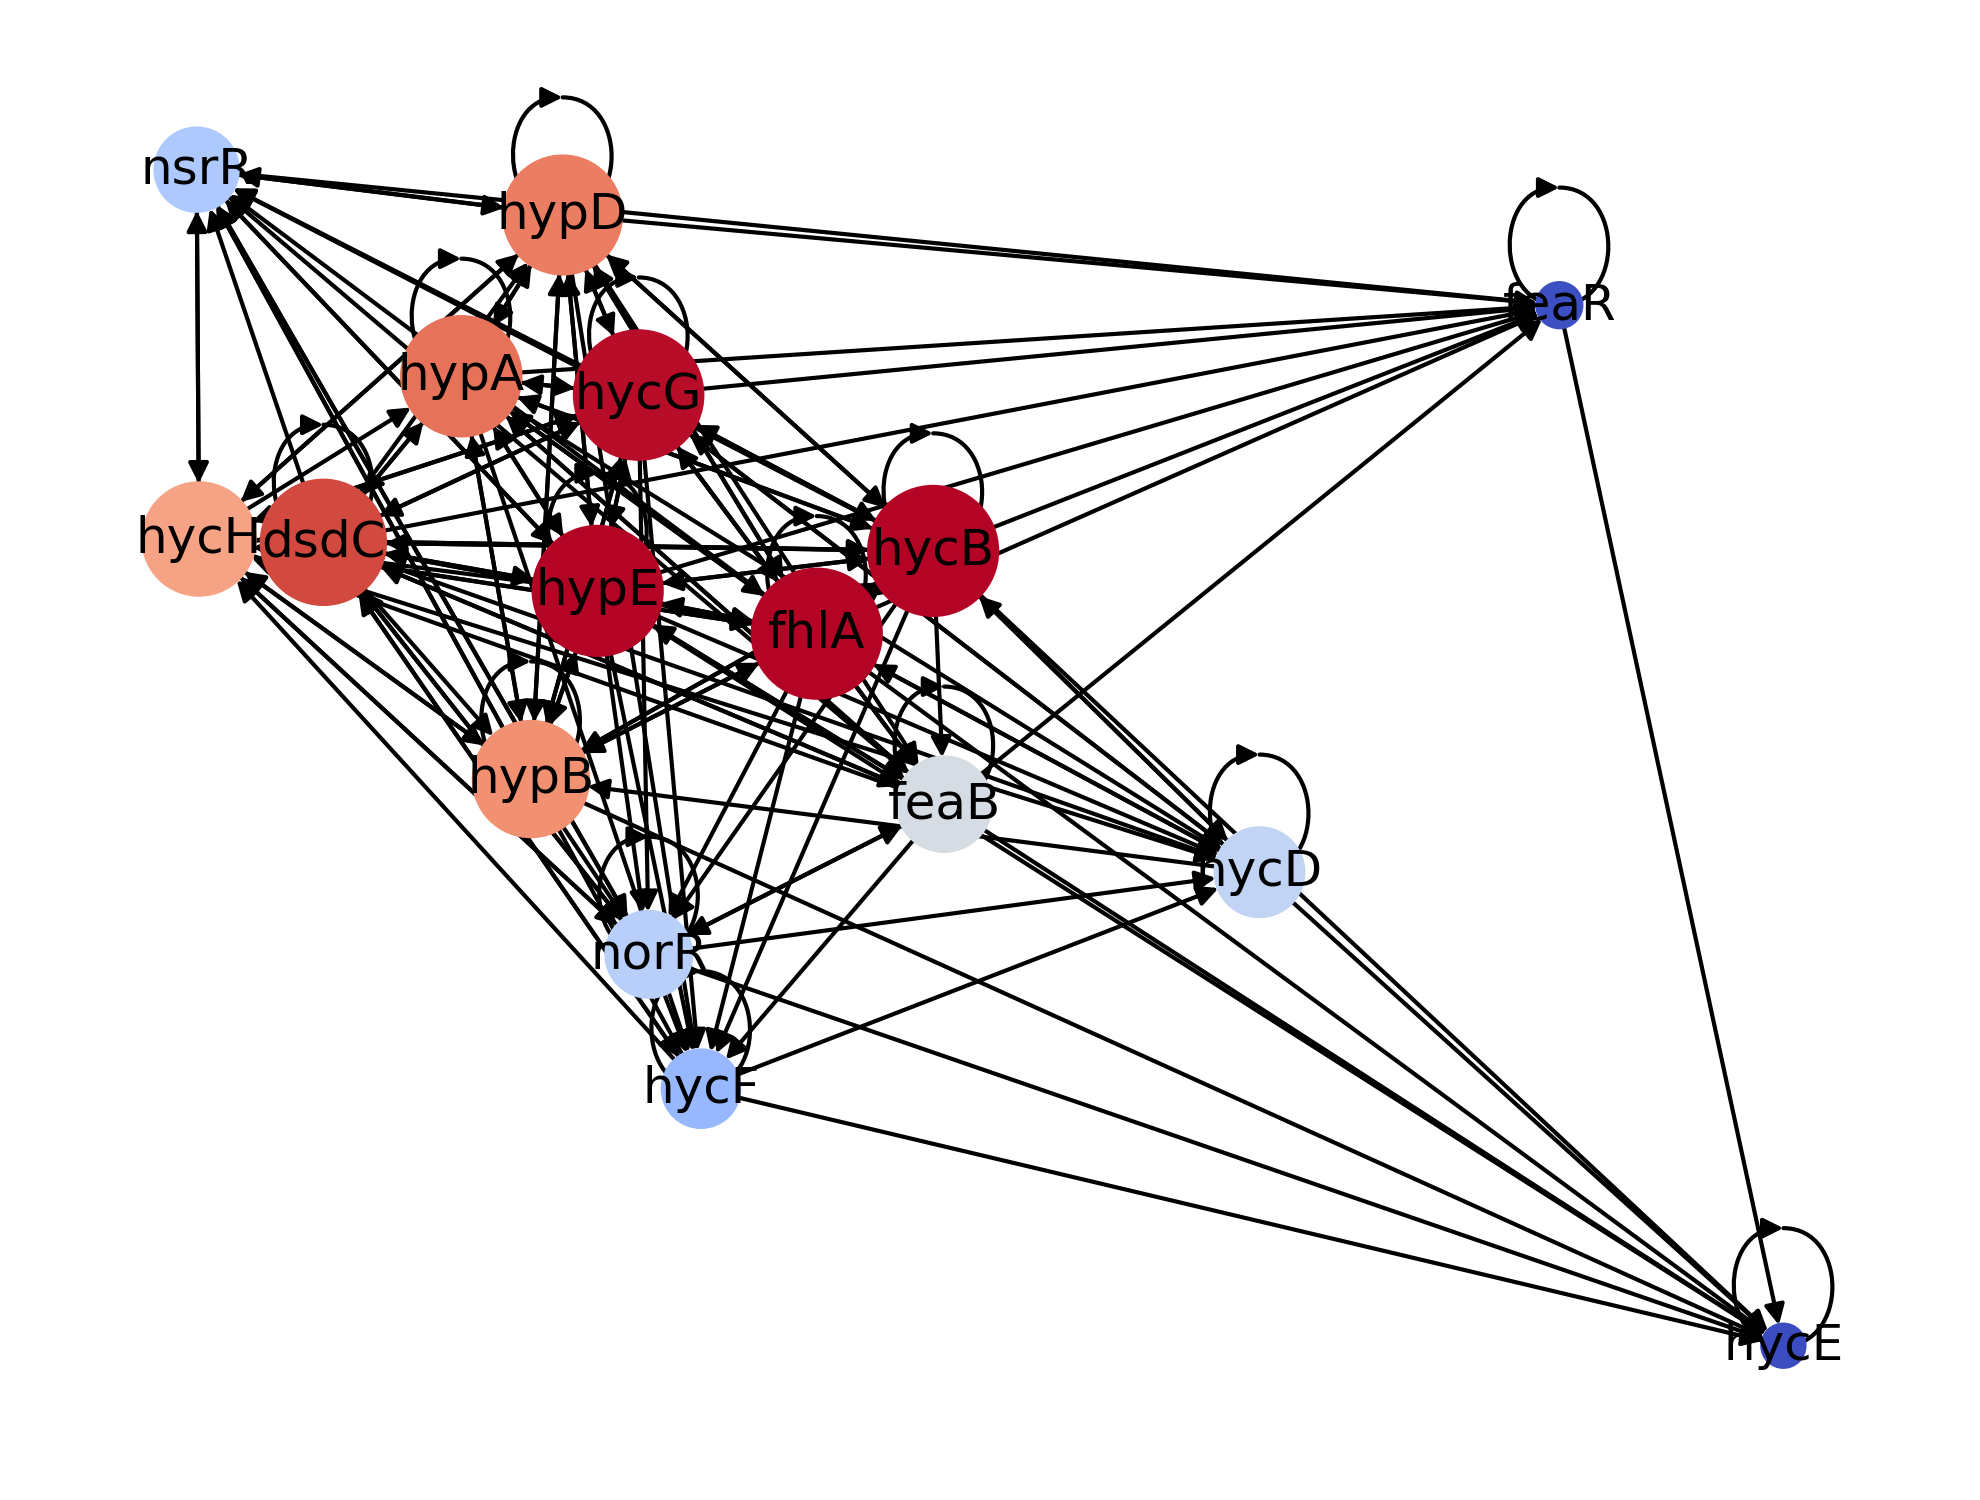 nsrR
hypD
feaR
hypA
hycG
hycH
dsdC
hycB
hypE
fhlA
hypB
feaB
hycD
norR
hycF
hycE